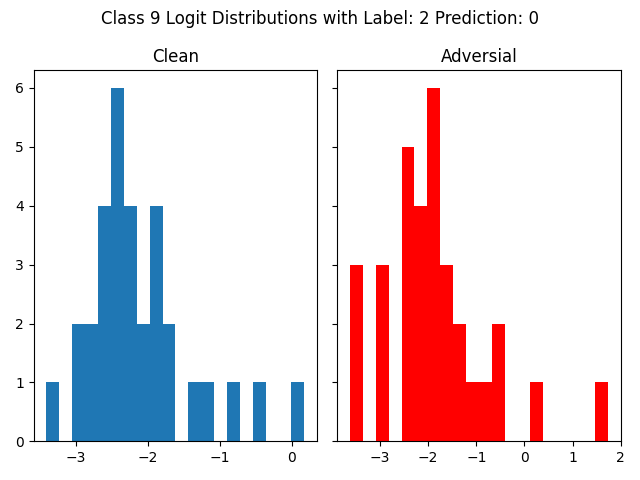 Class 9 Logit Distributions with Label: 2 Prediction: 0
Clean
Adversial
6
5
4
3
2
1
0
−3 −2 −1 0
−3 −2 −1 0 1 2